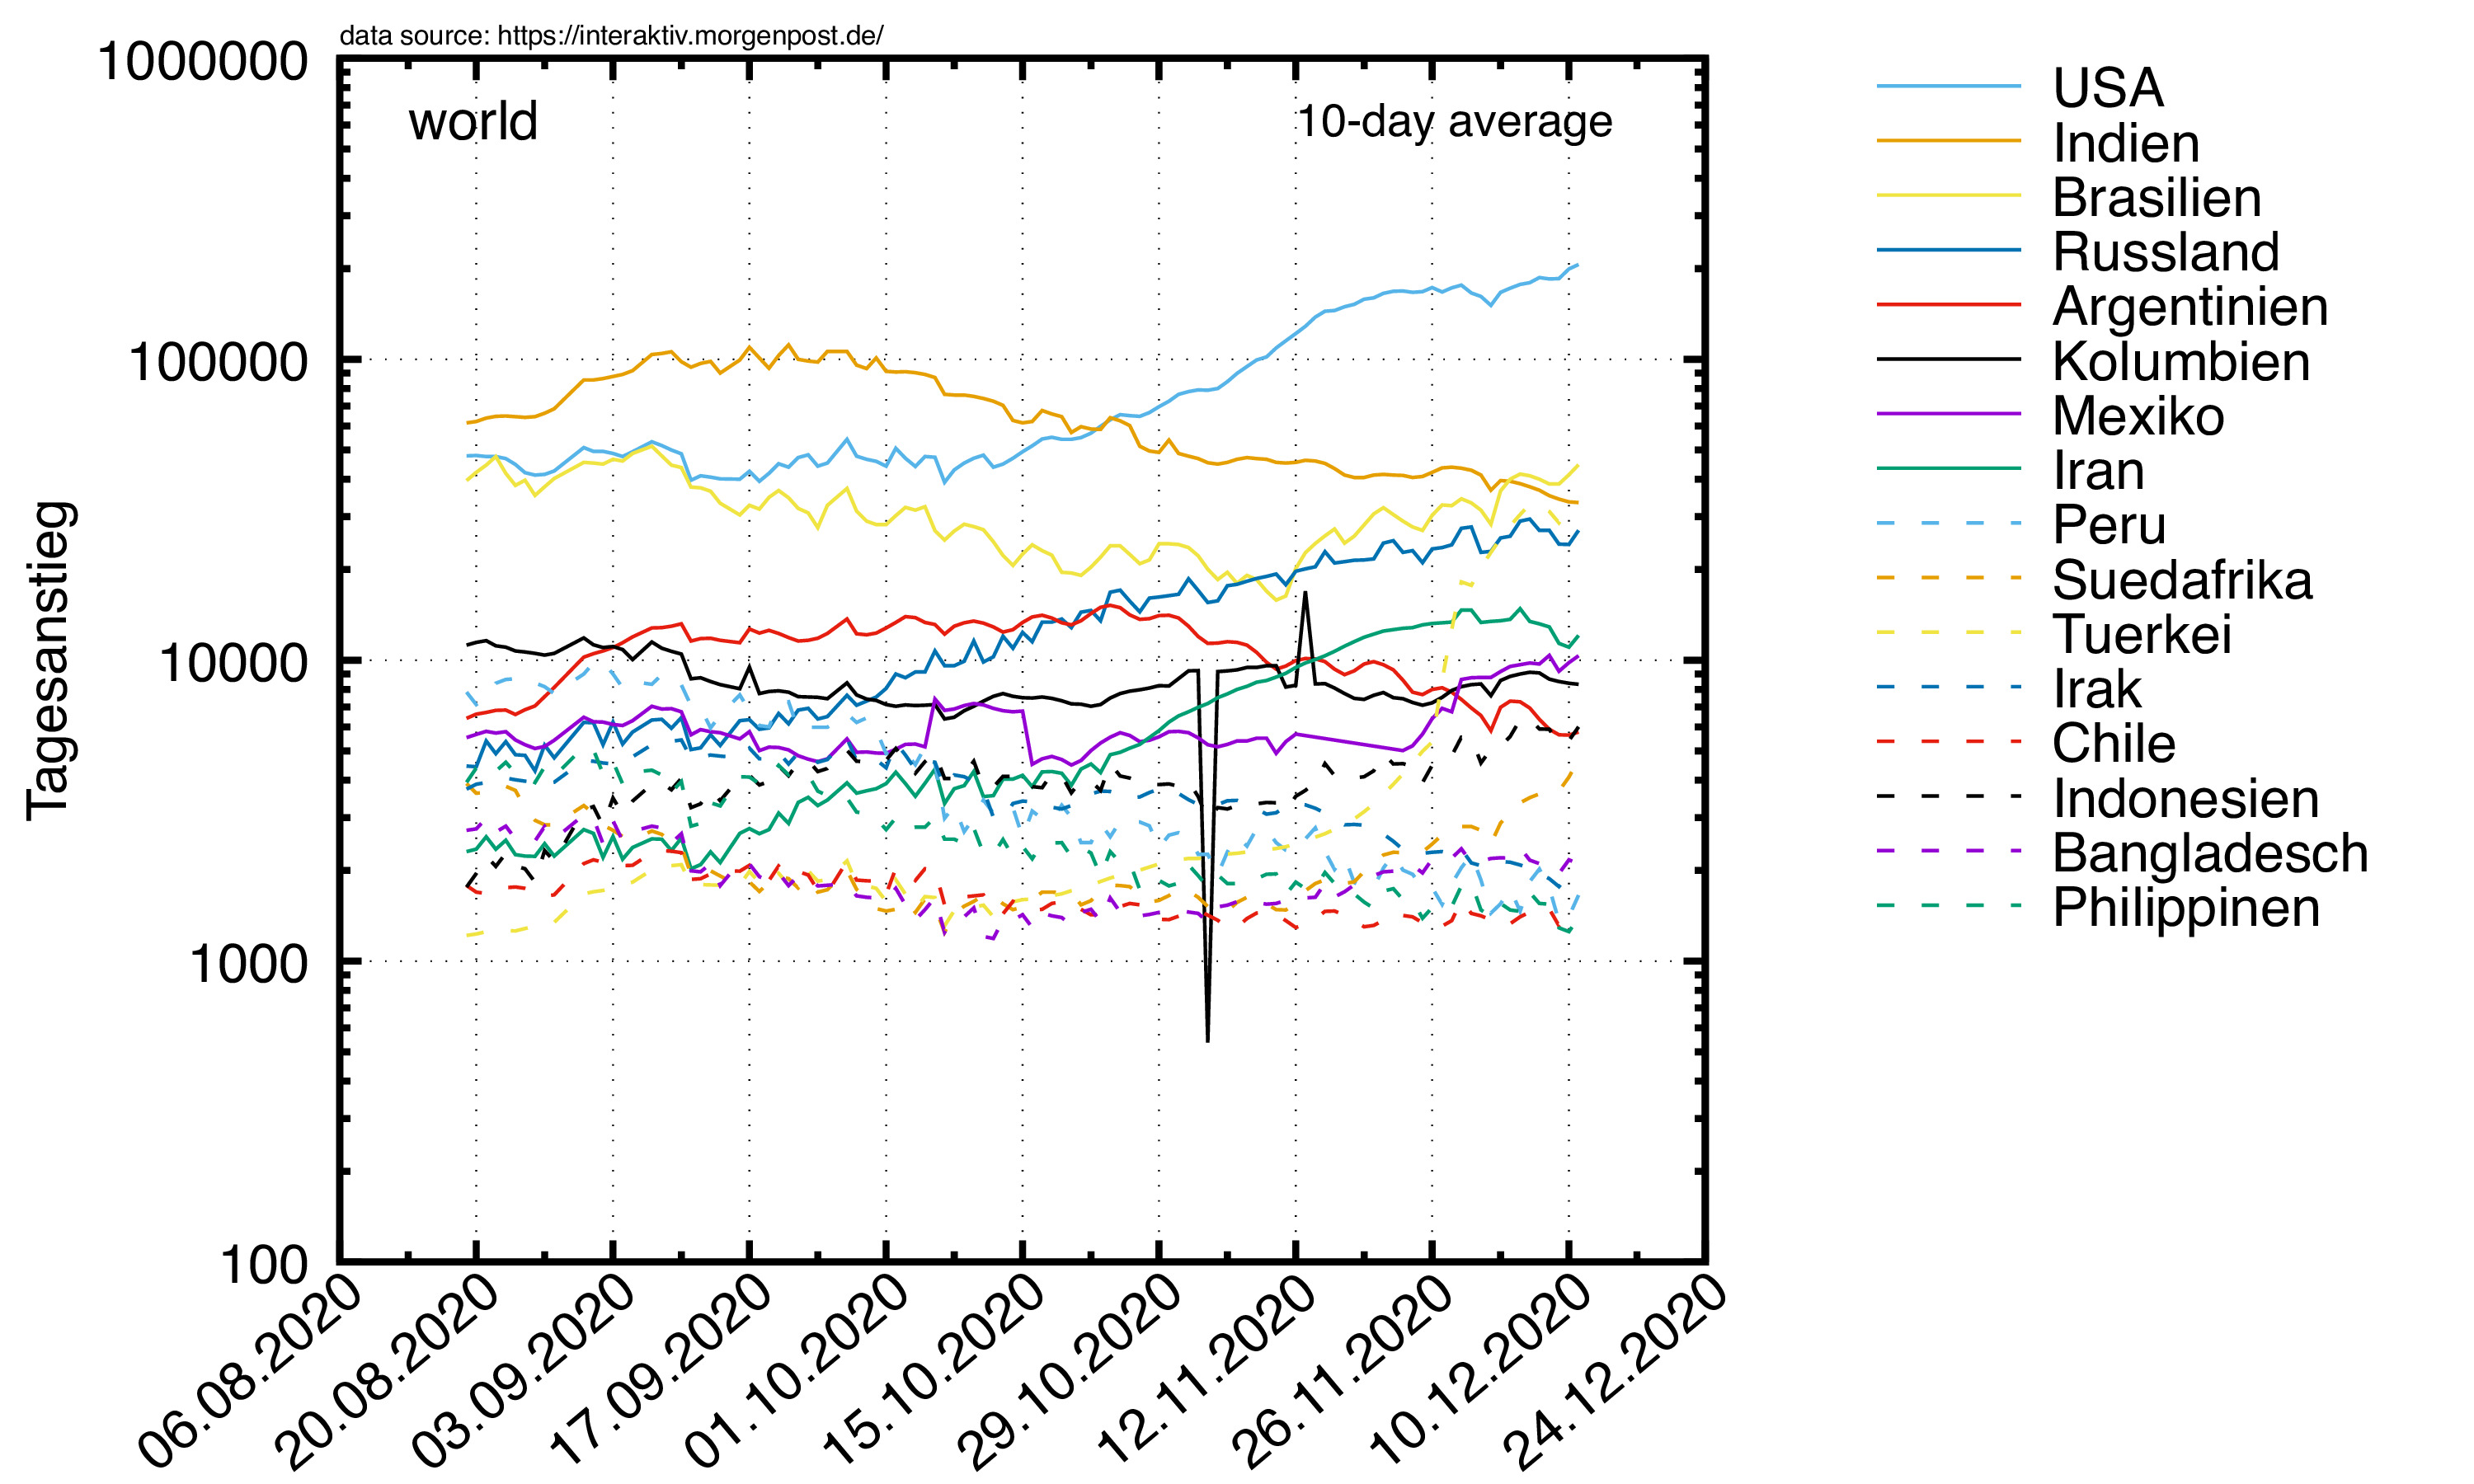 data source: https://interaktiv.morgenpost.de/
world
10-day average
Tagesanstieg
1000000
100000
10000
1000
100
06.08.2020
20.08.2020
03.09.2020
17.09.2020
01.10.2020
15.10.2020
29.10.2020
12.11.2020
26.11.2020
10.12.2020
24.12.2020
USA
Indien
Brasilien
Russland
Argentinien
Kolumbien
Mexiko
Iran
Peru
Suedafrika
Tuerkei
Irak
Chile
Indonesien
Bangladesch
Philippinen